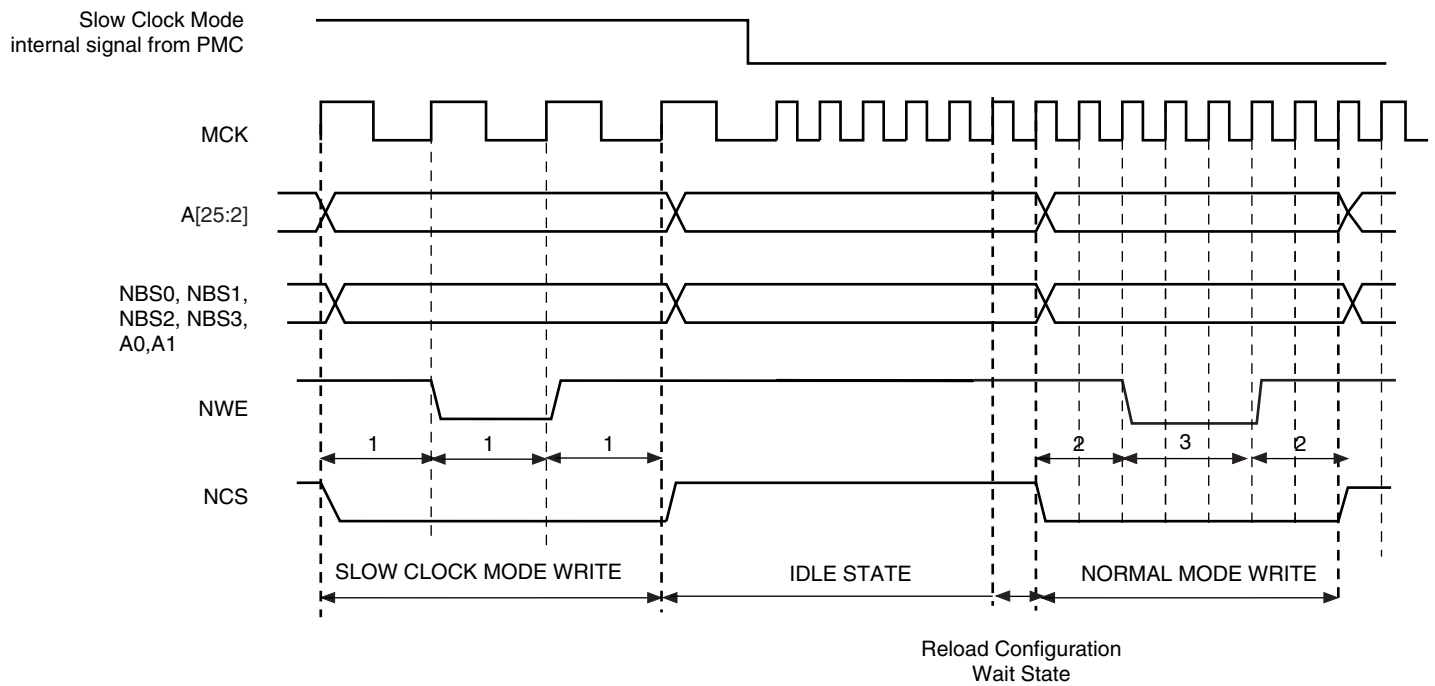 Slow Clock Mode
internal signal from PMC
MCK
A[25:2]
NBS0, NBS1,
NBS2, NBS3,
A0,A1
NWE
1 1 1 2 3 2
NCS
SLOW CLOCK MODE WRITE IDLE STATE NORMAL MODE WRITE
Reload Configuration
Wait State